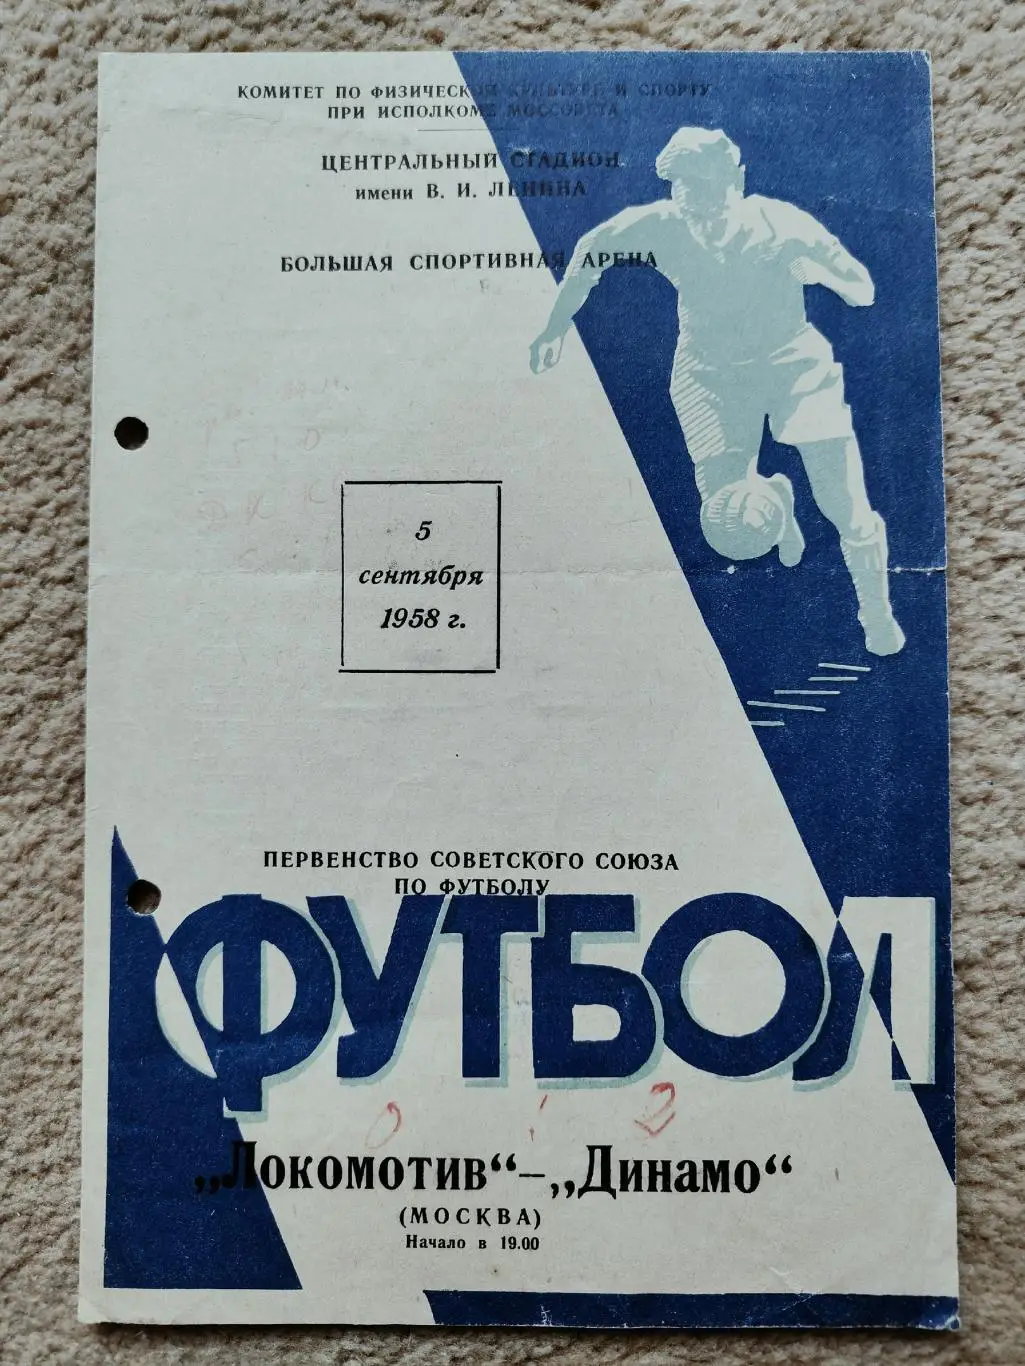 КОМИТЕТ ПО ФИЗИЧЕСКОЙ КУЛЬТУРЕ И СПОРТУ
ПРИ ИСПОЛКОМЕ МОССОВЕТА
ЦЕНТРАЛЬНЫЙ СТАДИОН
имени В. И. ЛЕНИНА
БОЛЬШАЯ СПОРТИВНАЯ АРЕНА
5
сентября
1958 г.
ПЕРВЕНСТВО СОВЕТСКОГО СОЮЗА
ПО ФУТБОЛУ
ФУТБОЛ
0 : 2
„Локомотив“ – „Динамо“
(МОСКВА)
Начало в 19.00